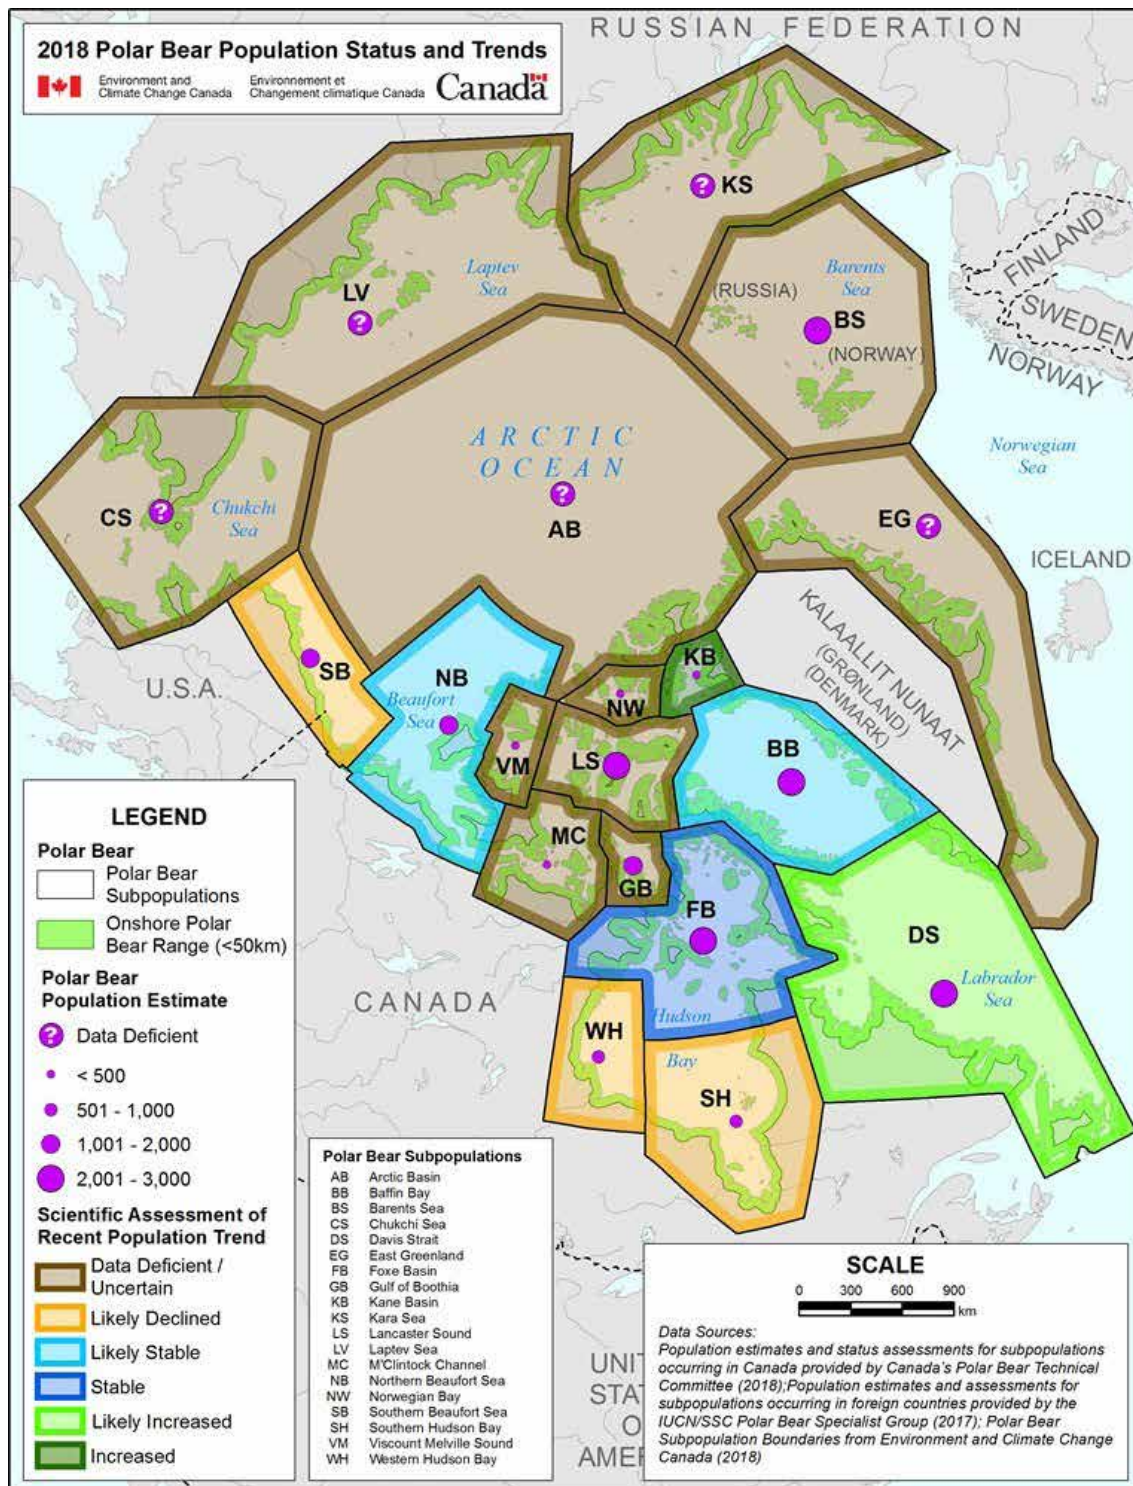 RUSSIAN FEDERATION
2018 Polar Bear Population Status and Trends
Environment and
Climate Change Canada
Environnement et
Changement climatique Canada
Canada
KS
FINLAND
SWEDEN
NORWAY
Laptev
Sea
LV
(RUSSIA)
Barents
Sea
BS
(NORWAY)
ARCTIC
OCEAN
AB
Norwegian
Sea
CS
Chukchi
Sea
EG
ICELAND
KALAALLIT NUNAAT
(GRØNLAND)
(DENMARK)
U.S.A.
SB
NB
Beaufort
Sea
KB
NW
VM
LS
BB
MC
GB
FB
DS
Labrador
Sea
CANADA
Hudson
Bay
WH
SH
LEGEND
Polar Bear
Polar Bear
Subpopulations
Onshore Polar
Bear Range (<50km)
Polar Bear
Population Estimate
? Data Deficient
< 500
501 - 1,000
1,001 - 2,000
2,001 - 3,000
Scientific Assessment of
Recent Population Trend
Data Deficient /
Uncertain
Likely Declined
Likely Stable
Stable
Likely Increased
Increased
Polar Bear Subpopulations
AB Arctic Basin
BB Baffin Bay
BS Barents Sea
CS Chukchi Sea
DS Davis Strait
EG East Greenland
FB Foxe Basin
GB Gulf of Boothia
KB Kane Basin
KS Kara Sea
LS Lancaster Sound
LV Laptev Sea
MC M'Clintock Channel
NB Northern Beaufort Sea
NW Norwegian Bay
SB Southern Beaufort Sea
SH Southern Hudson Bay
VM Viscount Melville Sound
WH Western Hudson Bay
UNIT
STAT
O
AMER
SCALE
0 300 600 900
km
Data Sources:
Population estimates and status assessments for subpopulations
occurring in Canada provided by Canada's Polar Bear Technical
Committee (2018);Population estimates and assessments for
subpopulations occurring in foreign countries provided by the
IUCN/SSC Polar Bear Specialist Group (2017); Polar Bear
Subpopulation Boundaries from Environment and Climate Change
Canada (2018)